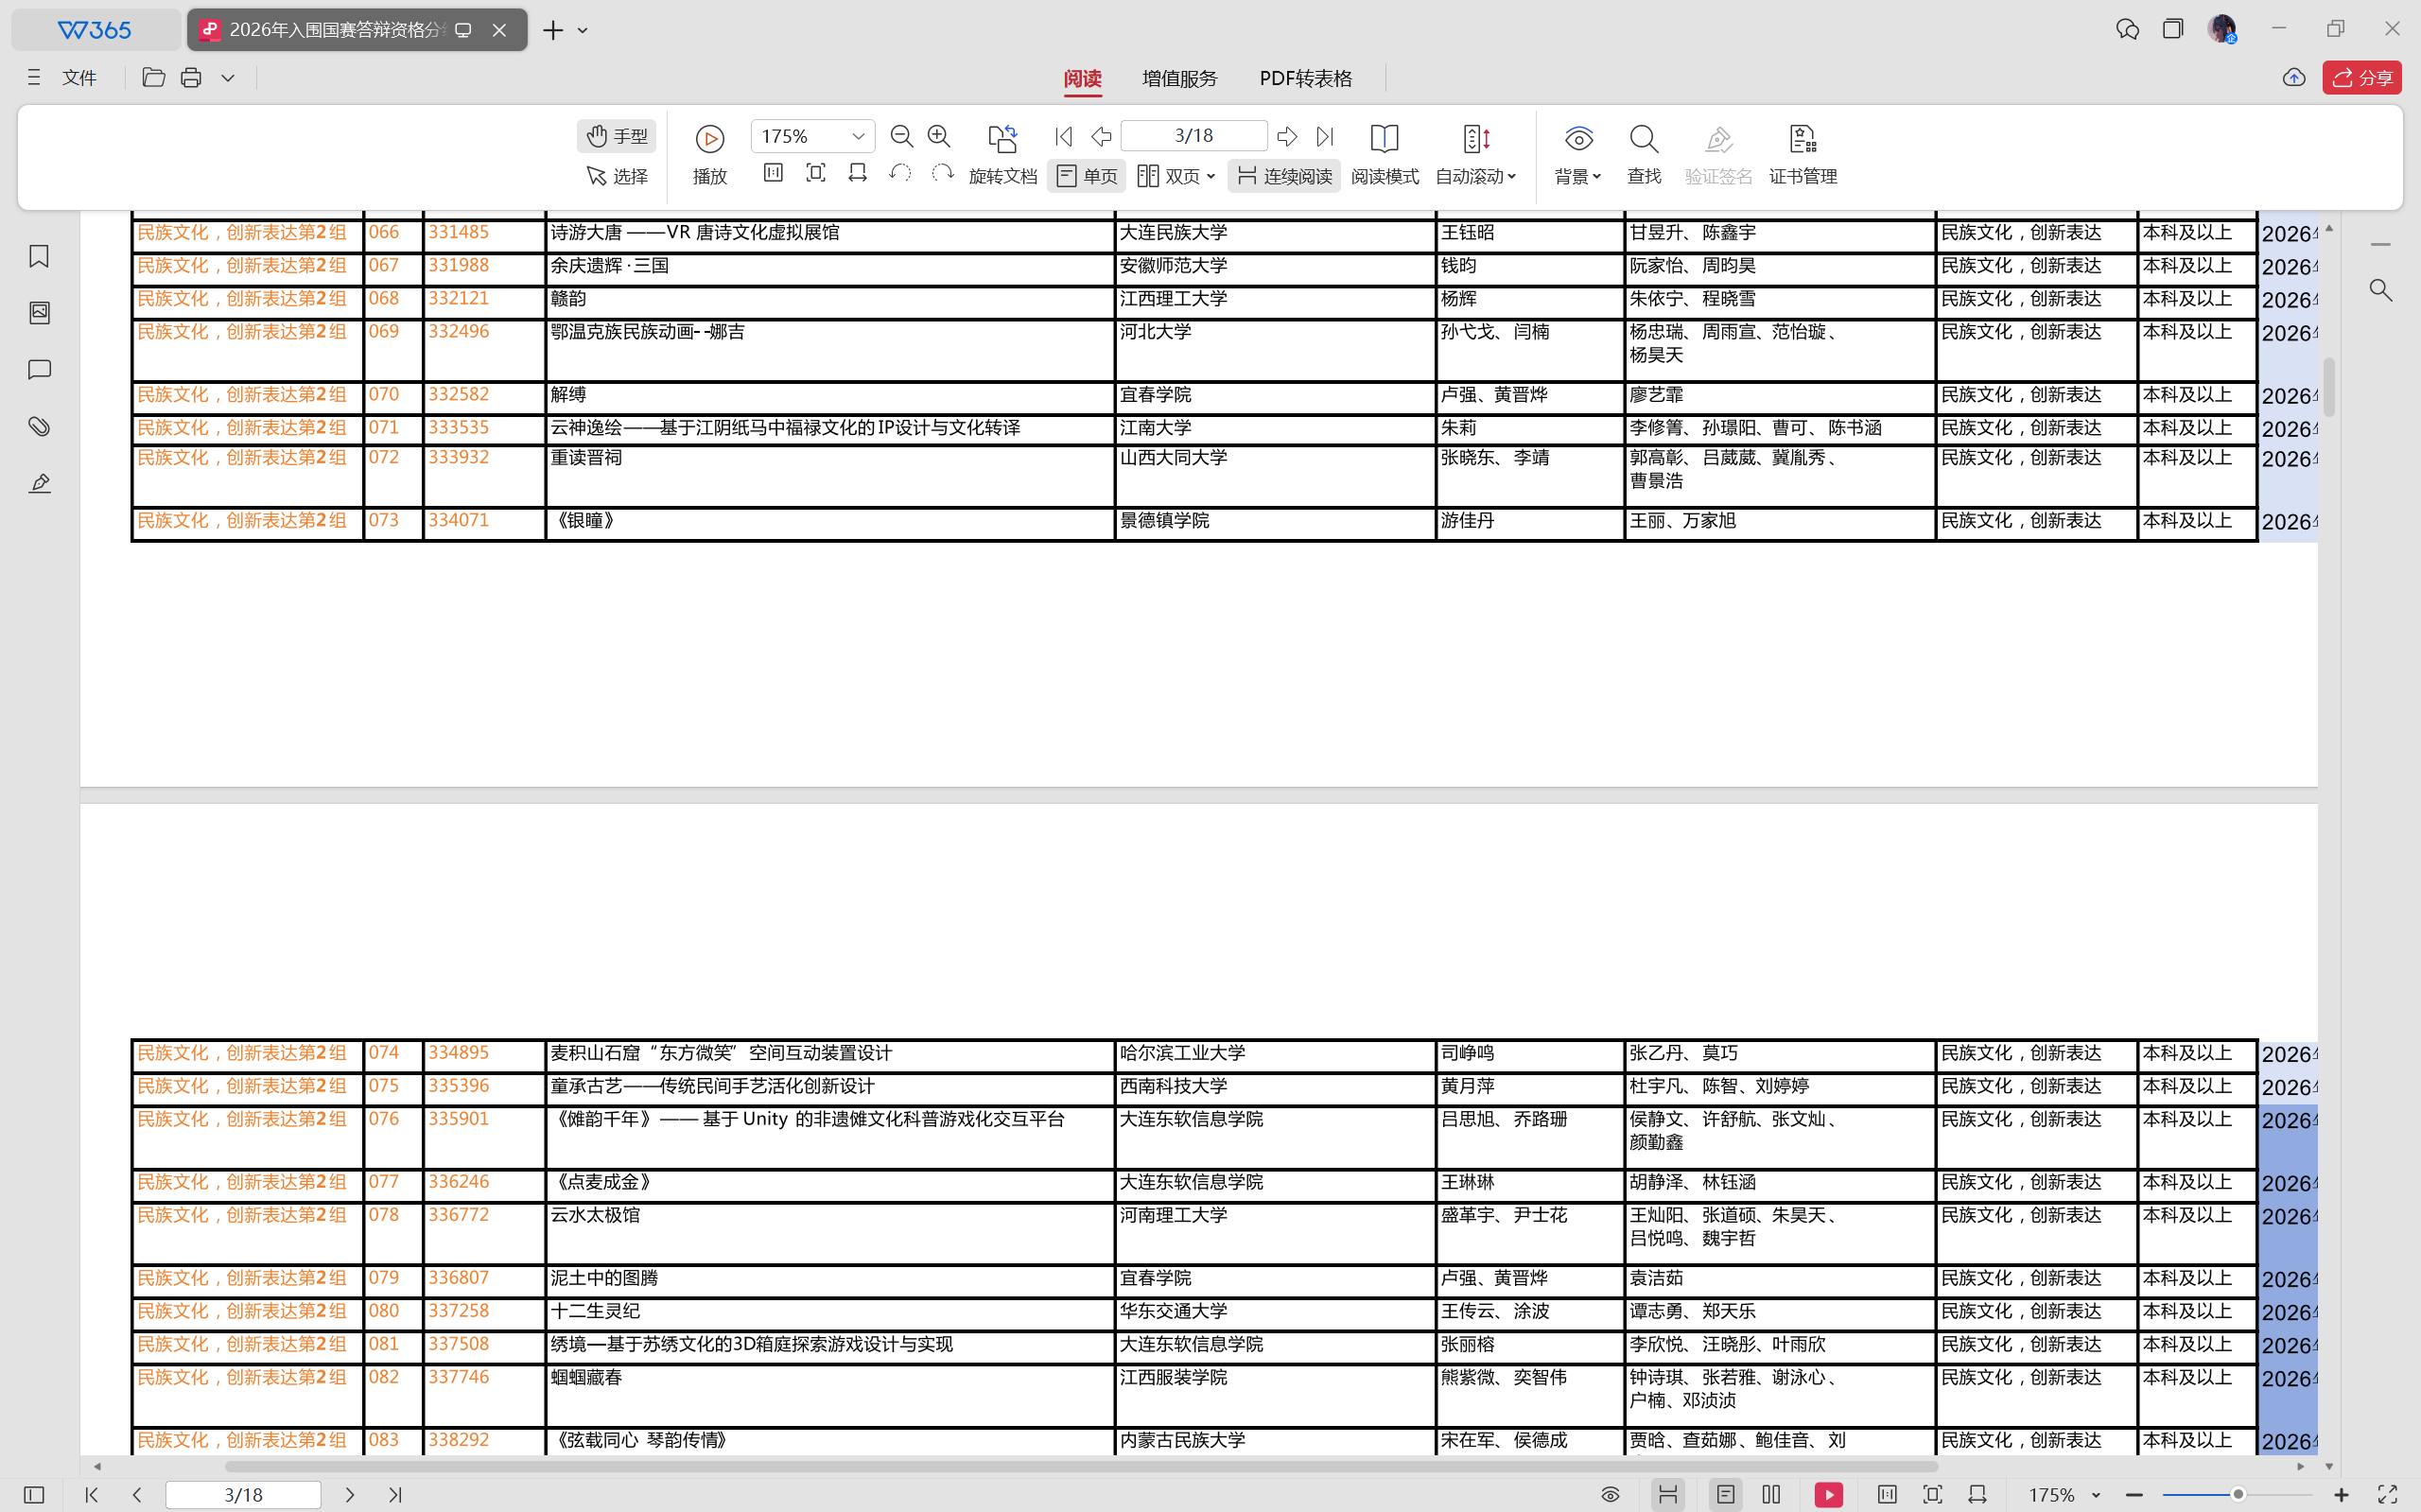 W365
2026年入围国赛答辩资格分
文件
阅读
增值服务
PDF转表格
分享
手型
选择
播放
175%
旋转文档
3/18
单页
双页
连续阅读
阅读模式
自动滚动
背景
查找
验证签名
证书管理
民族文化，创新表达第2组 066 331485 诗游大唐 ——VR 唐诗文化虚拟展馆 大连民族大学 王钰昭 甘昱升、陈鑫宇 民族文化，创新表达 本科及以上 2026
民族文化，创新表达第2组 067 331988 余庆遗辉·三国 安徽师范大学 钱昀 阮家怡、周昀昊 民族文化，创新表达 本科及以上 2026
民族文化，创新表达第2组 068 332121 赣韵 江西理工大学 杨辉 朱依宁、程晓雪 民族文化，创新表达 本科及以上 2026
民族文化，创新表达第2组 069 332496 鄂温克族民族动画--娜吉 河北大学 孙弋戈、闫楠 杨忠瑞、周雨宣、范怡璇、 民族文化，创新表达 本科及以上 2026
杨昊天
民族文化，创新表达第2组 070 332582 解缚 宜春学院 卢强、黄晋烨 廖艺霏 民族文化，创新表达 本科及以上 2026
民族文化，创新表达第2组 071 333535 云神逸绘——基于江阴纸马中福禄文化的IP设计与文化转译 江南大学 朱莉 李修箐、孙璟阳、曹可、陈书涵 民族文化，创新表达 本科及以上 2026
民族文化，创新表达第2组 072 333932 重读晋祠 山西大同大学 张晓东、李靖 郭高彰、吕葳葳、冀胤秀、 民族文化，创新表达 本科及以上 2026
曹景浩
民族文化，创新表达第2组 073 334071 《银瞳》 景德镇学院 游佳丹 王丽、万家旭 民族文化，创新表达 本科及以上 2026
民族文化，创新表达第2组 074 334895 麦积山石窟“东方微笑”空间互动装置设计 哈尔滨工业大学 司峥鸣 张乙丹、莫巧 民族文化，创新表达 本科及以上 2026
民族文化，创新表达第2组 075 335396 童承古艺——传统民间手艺活化创新设计 西南科技大学 黄月萍 杜宇凡、陈智、刘婷婷 民族文化，创新表达 本科及以上 2026
民族文化，创新表达第2组 076 335901 《傩韵千年》—— 基于 Unity 的非遗傩文化科普游戏化交互平台 大连东软信息学院 吕思旭、乔路珊 侯静文、许舒航、张文灿、 民族文化，创新表达 本科及以上 2026
颜勤鑫
民族文化，创新表达第2组 077 336246 《点麦成金》 大连东软信息学院 王琳琳 胡静泽、林钰涵 民族文化，创新表达 本科及以上 2026
民族文化，创新表达第2组 078 336772 云水太极馆 河南理工大学 盛革宇、尹士花 王灿阳、张道硕、朱昊天、 民族文化，创新表达 本科及以上 2026
吕悦鸣、魏宇哲
民族文化，创新表达第2组 079 336807 泥土中的图腾 宜春学院 卢强、黄晋烨 袁洁茹 民族文化，创新表达 本科及以上 2026
民族文化，创新表达第2组 080 337258 十二生灵纪 华东交通大学 王传云、涂波 谭志勇、郑天乐 民族文化，创新表达 本科及以上 2026
民族文化，创新表达第2组 081 337508 绣境—基于苏绣文化的3D箱庭探索游戏设计与实现 大连东软信息学院 张丽榕 李欣悦、汪晓彤、叶雨欣 民族文化，创新表达 本科及以上 2026
民族文化，创新表达第2组 082 337746 蝈蝈藏春 江西服装学院 熊紫微、奕智伟 钟诗琪、张若雅、谢泳心、 民族文化，创新表达 本科及以上 2026
户楠、邓浈浈
民族文化，创新表达第2组 083 338292 《弦载同心 琴韵传情》 内蒙古民族大学 宋在军、侯德成 贾晗、查茹娜、鲍佳音、刘 民族文化，创新表达 本科及以上 2026
3/18
175%